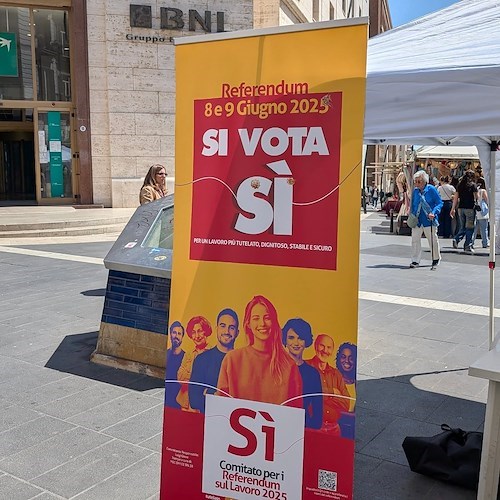 BNL
Gruppo
Referendum
8 e 9 Giugno 2025
SI VOTA
SÌ
PER UN LAVORO PIÙ TUTELATO, DIGNITOSO, STABILE E SICURO
Sì
Comitato per i
Referendum
sul Lavoro 2025